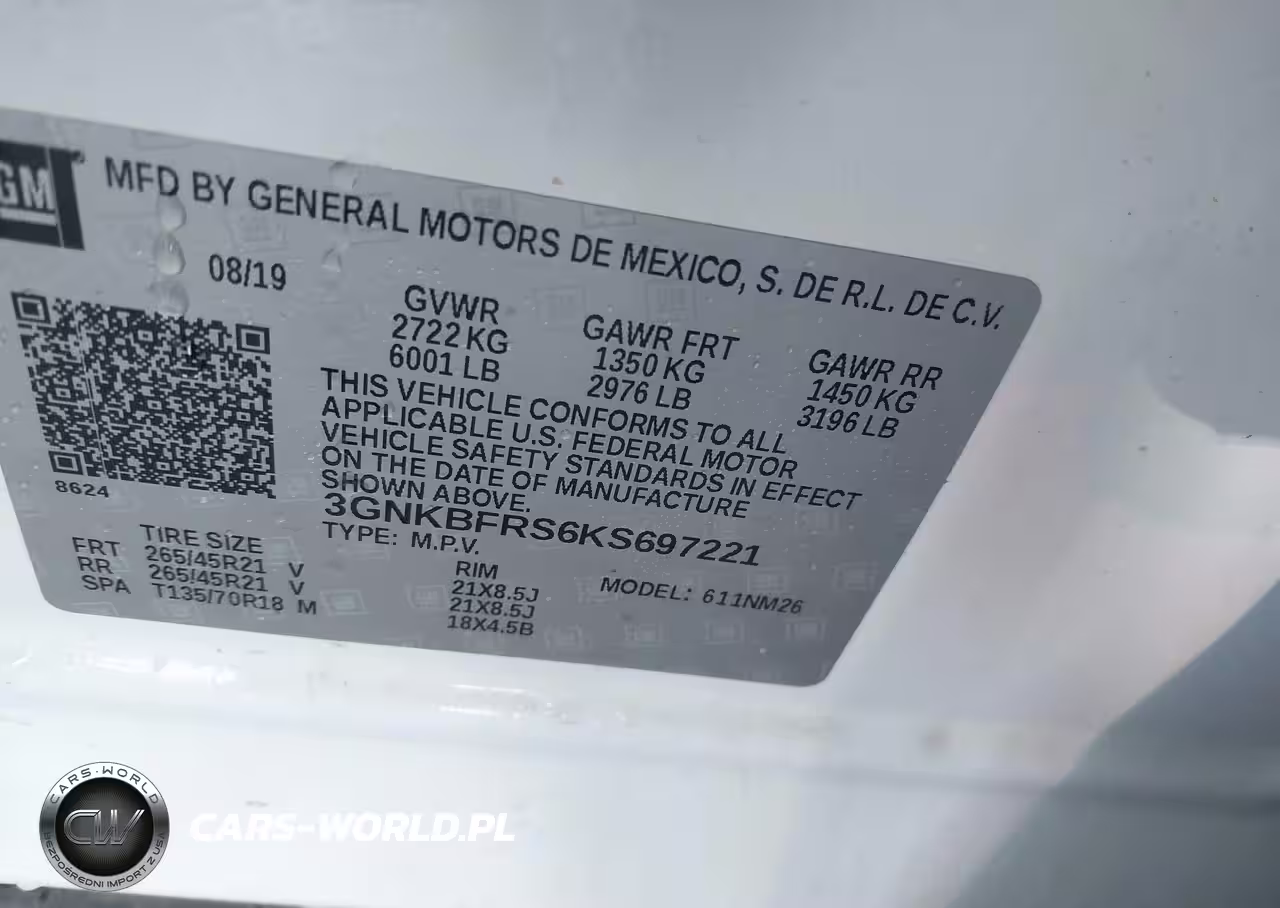 GM
MFD BY GENERAL MOTORS DE MEXICO, S. DE R.L. DE C.V.
08/19
GVWR GAWR FRT GAWR RR
2722 KG 1350 KG 1450 KG
6001 LB 2976 LB 3196 LB
THIS VEHICLE CONFORMS TO ALL
APPLICABLE U.S. FEDERAL MOTOR
VEHICLE SAFETY STANDARDS IN EFFECT
ON THE DATE OF MANUFACTURE
SHOWN ABOVE.
8624
3GNKBFRS6KS697221
TYPE: M.P.V. MODEL: 611NM26
TIRE SIZE RIM
FRT 265/45R21 V 21X8.5J
RR 265/45R21 V 21X8.5J
SPA T135/70R18 M 18X4.5B
CARS-WORLD
CW
BEZPOŚREDNI IMPORT Z USA
CARS-WORLD.PL